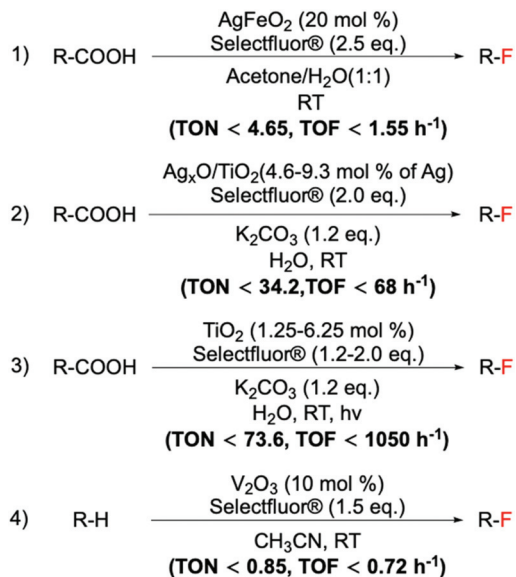 AgFeO₂ (20 mol %)
Selectfluor® (2.5 eq.)
1) R-COOH R-F
Acetone/H₂O(1:1)
RT
(TON < 4.65, TOF < 1.55 h⁻¹)
AgₓO/TiO₂(4.6-9.3 mol % of Ag)
Selectfluor® (2.0 eq.)
2) R-COOH R-F
K₂CO₃ (1.2 eq.)
H₂O, RT
(TON < 34.2,TOF < 68 h⁻¹)
TiO₂ (1.25-6.25 mol %)
Selectfluor® (1.2-2.0 eq.)
3) R-COOH R-F
K₂CO₃ (1.2 eq.)
H₂O, RT, hv
(TON < 73.6, TOF < 1050 h⁻¹)
V₂O₃ (10 mol %)
Selectfluor® (1.5 eq.)
4) R-H R-F
CH₃CN, RT
(TON < 0.85, TOF < 0.72 h⁻¹)